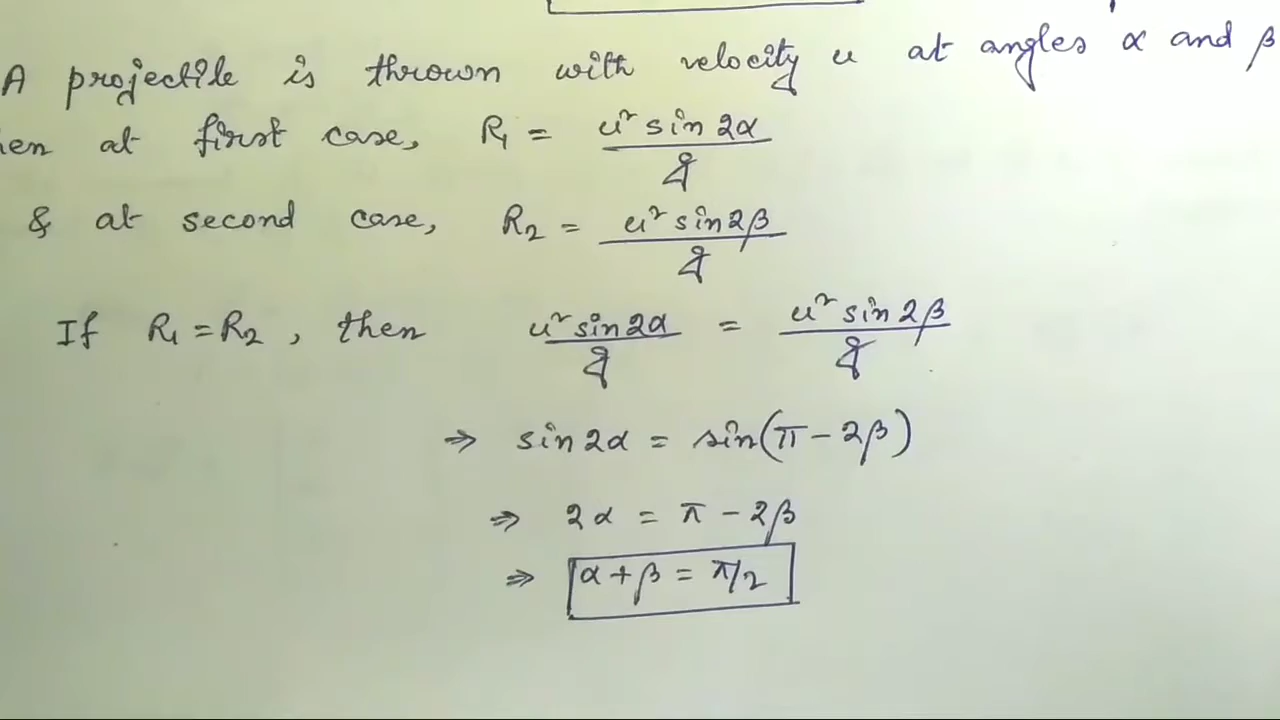 A projectile is thrown with velocity u at angles α and β
en at first case, R₁ = u² sin 2α / g
& at second case, R₂ = u² sin 2β / g
If R₁ = R₂, then u² sin 2α / g = u² sin 2β / g
⇒ sin 2α = sin(π - 2β)
⇒ 2α = π - 2β
⇒ α + β = π/2